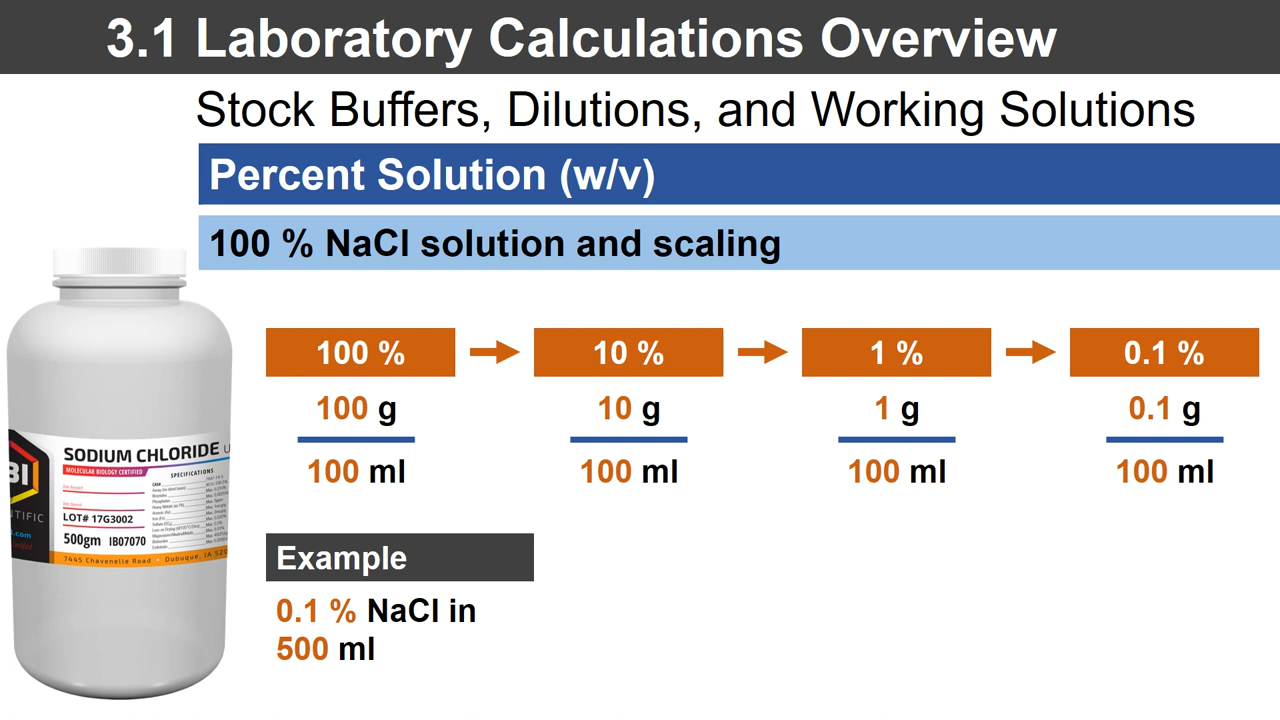 3.1 Laboratory Calculations Overview
Stock Buffers, Dilutions, and Working Solutions
Percent Solution (w/v)
100 % NaCl solution and scaling
100 %
10 %
1 %
0.1 %
100 g
10 g
1 g
0.1 g
100 ml
100 ml
100 ml
100 ml
Example
0.1 % NaCl in
500 ml
BI
NTIFIC
SODIUM CHLORIDE
MOLECULAR BIOLOGY CERTIFIED
SPECIFICATIONS
LOT# 17G3002
500gm IB07070
7445 Chavenelle Road • Dubuque, IA 520